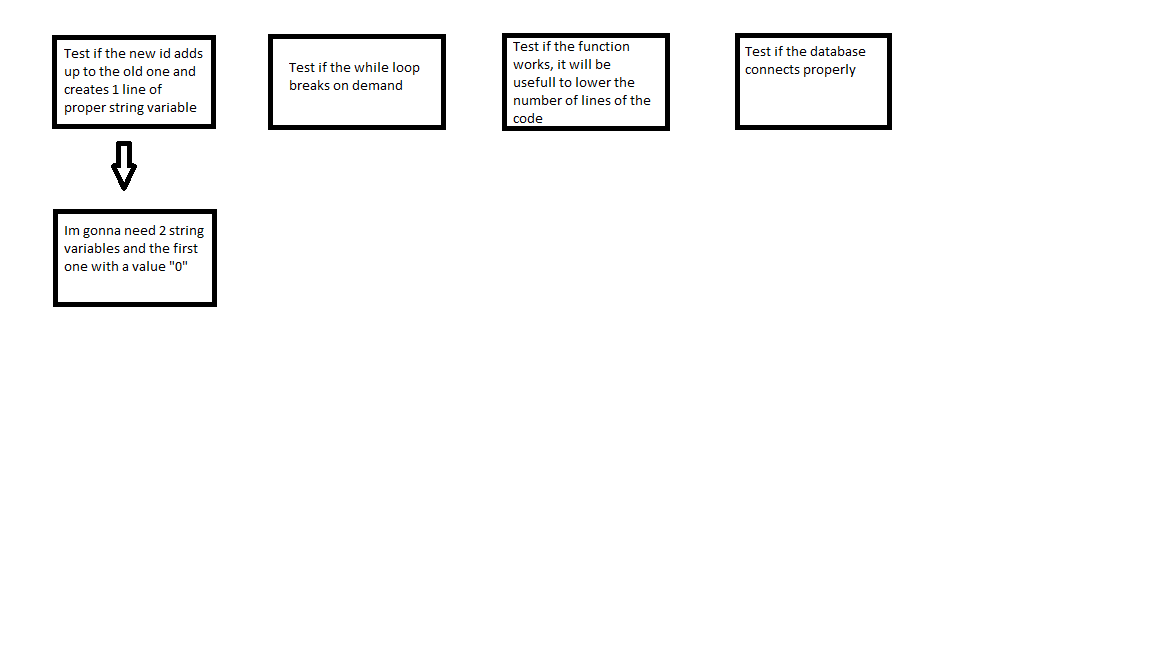 Test if the new id adds
up to the old one and
creates 1 line of
proper string variable
Test if the while loop
breaks on demand
Test if the function
works, it will be
usefull to lower the
number of lines of the
code
Test if the database
connects properly
Im gonna need 2 string
variables and the first
one with a value "0"